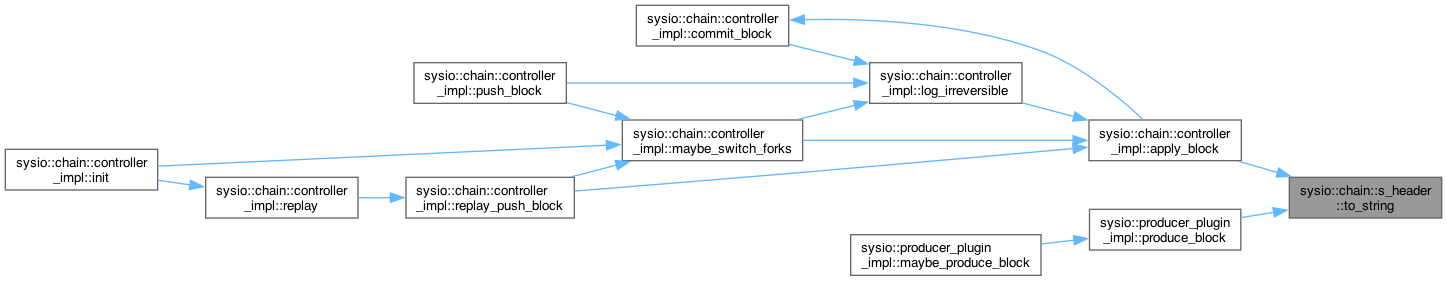 sysio::chain::controller
_impl::commit_block
sysio::chain::controller
_impl::push_block
sysio::chain::controller
_impl::log_irreversible
sysio::chain::controller
_impl::maybe_switch_forks
sysio::chain::controller
_impl::apply_block
sysio::chain::controller
_impl::init
sysio::chain::controller
_impl::replay
sysio::chain::controller
_impl::replay_push_block
sysio::chain::s_header
::to_string
sysio::producer_plugin
_impl::produce_block
sysio::producer_plugin
_impl::maybe_produce_block